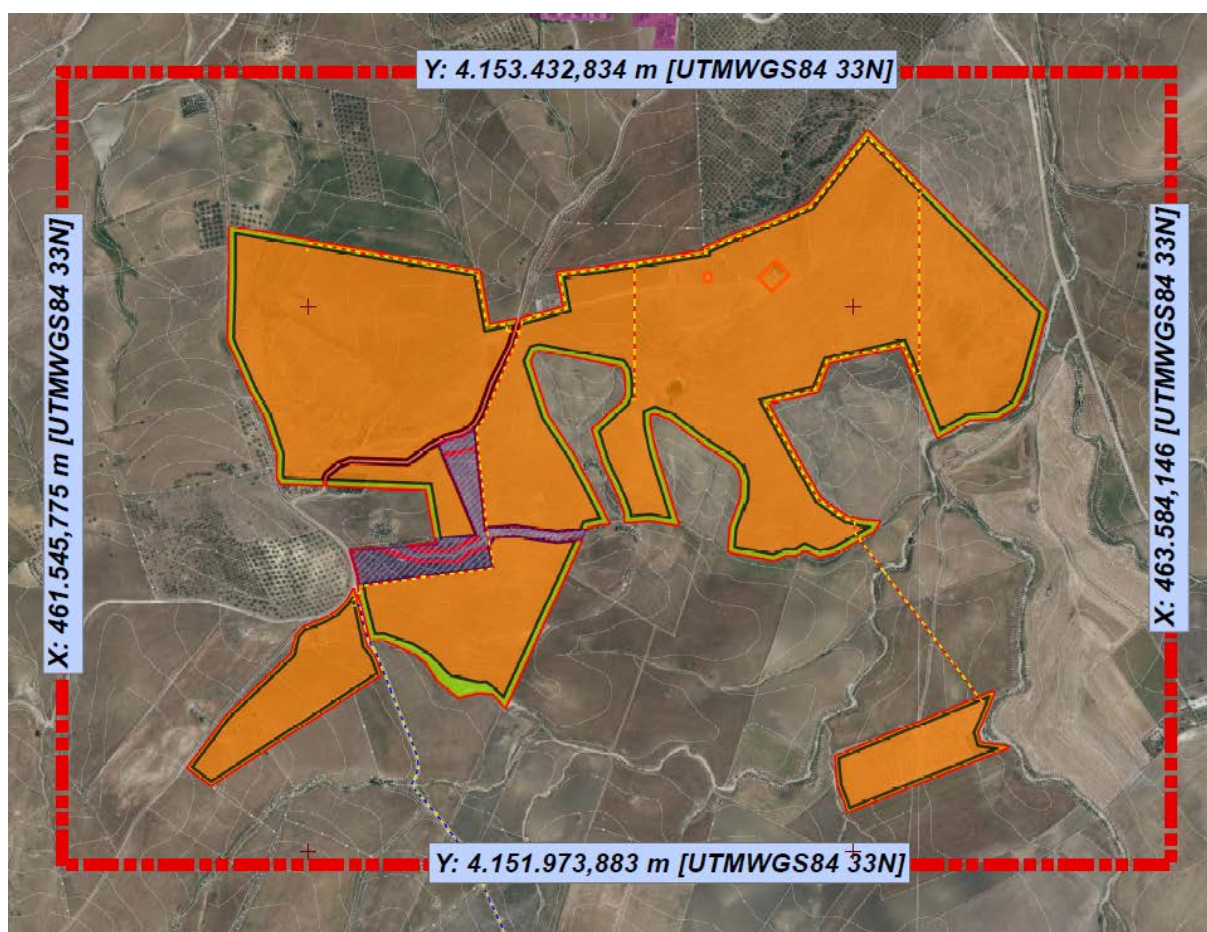 Y: 4.153.432,834 m [UTMWGS84 33N]
X: 461.545,775 m [UTMWGS84 33N]
X: 463.584,146 m [UTMWGS84 33N]
Y: 4.151.973,883 m [UTMWGS84 33N]